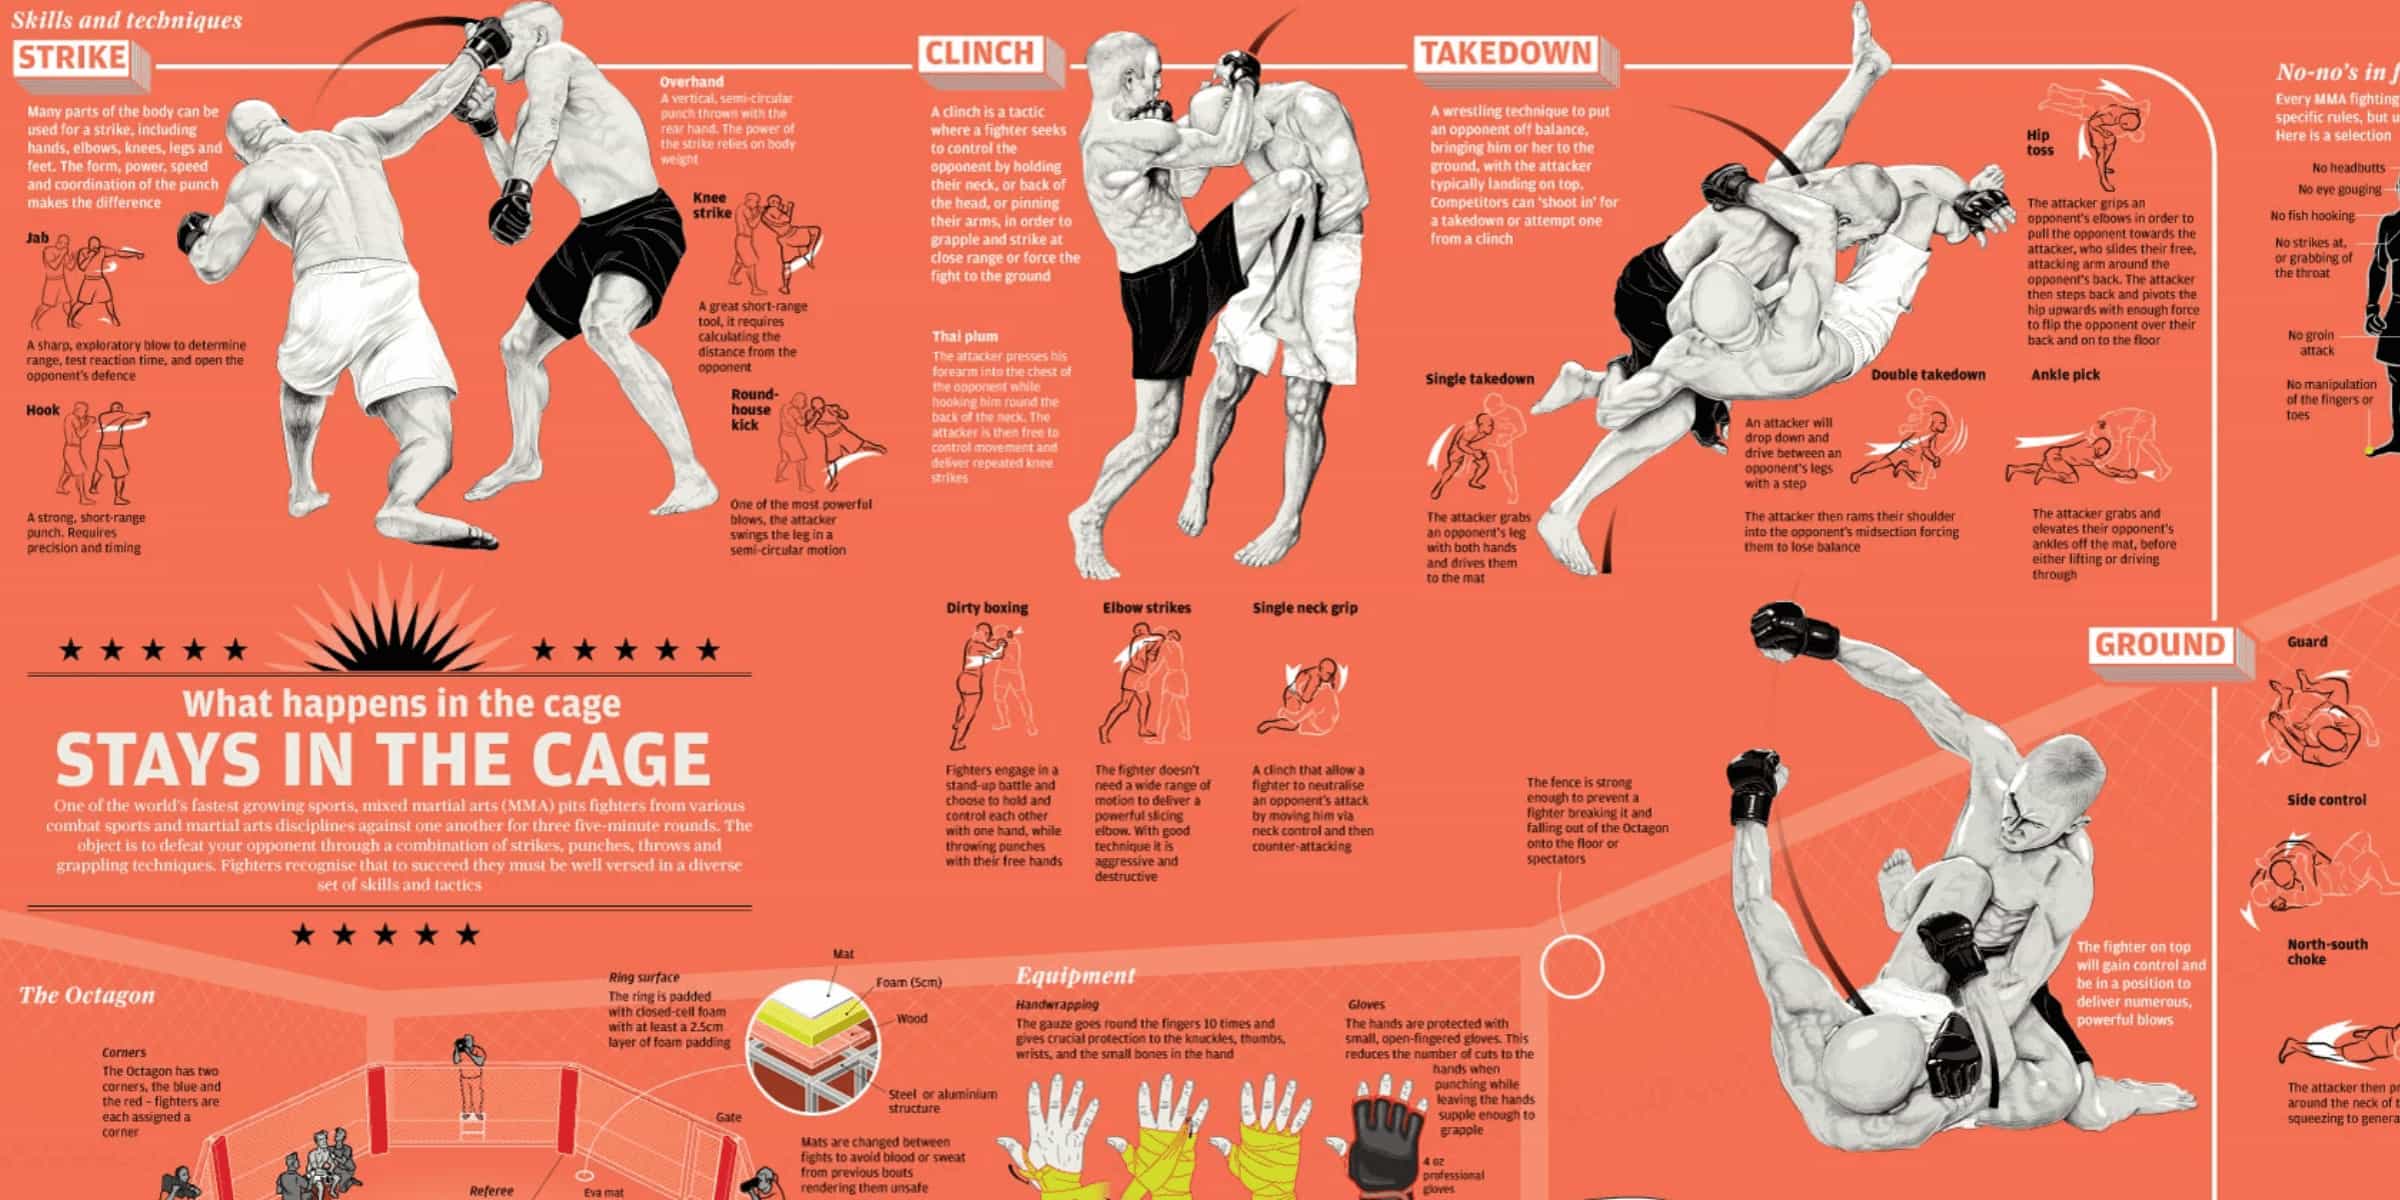 Skills and techniques
STRIKE
Many parts of the body can be
used for a strike, including
hands, elbows, knees, legs and
feet. The form, power, speed
and coordination of the punch
makes the difference
Jab
A sharp, exploratory blow to determine
range, test reaction time, and open the
opponent's defence
Hook
A strong, short-range
punch. Requires
precision and timing
Overhand
A vertical, semi-circular
punch thrown with the
rear hand. The power of
the strike relies on body
weight
Knee
strike
A great short-range
tool, it requires
calculating the
distance from the
opponent
Round-
house
kick
One of the most powerful
blows, the attacker
swings the leg in a
semi-circular motion
CLINCH
A clinch is a tactic
where a fighter seeks
to control the
opponent by holding
their neck, or back of
the head, or pinning
their arms, in order to
grapple and strike at
close range or force the
fight to the ground
Thai plum
The attacker presses his
forearm into the chest of
the opponent while
hooking him round the
back of the neck. The
attacker is then free to
control movement and
deliver repeated knee
strikes
Dirty boxing
Fighters engage in a
stand-up battle and
choose to hold and
control each other
with one hand, while
throwing punches
with their free hands
Elbow strikes
The fighter doesn't
need a wide range of
motion to deliver a
powerful slicing
elbow. With good
technique it is
aggressive and
destructive
Single neck grip
A clinch that allow a
fighter to neutralise
an opponent's attack
by moving him via
neck control and then
counter-attacking
TAKEDOWN
A wrestling technique to put
an opponent off balance,
bringing him or her to the
ground, with the attacker
typically landing on top.
Competitors can 'shoot in' for
a takedown or attempt one
from a clinch
Single takedown
The attacker grabs
an opponent's leg
with both hands
and drives them
to the mat
Double takedown
An attacker will
drop down and
drive between an
opponent's legs
with a step
The attacker then rams their shoulder
into the opponent's midsection forcing
them to lose balance
Hip
toss
The attacker grips an
opponent's elbows in order to
pull the opponent towards the
attacker, who slides their free,
attacking arm around the
opponent's back. The attacker
then steps back and pivots the
hip upwards with enough force
to flip the opponent over their
back and on to the floor
Ankle pick
The attacker grabs and
elevates their opponent's
ankles off the mat, before
either lifting or driving
through
No-no's in f
Every MMA fighting
specific rules, but u
Here is a selection
No headbutts
No eye gouging
No fish hooking
No strikes at,
or grabbing of
the throat
No groin
attack
No manipulation
of the fingers or
toes
What happens in the cage
STAYS IN THE CAGE
One of the world's fastest growing sports, mixed martial arts (MMA) pits fighters from various
combat sports and martial arts disciplines against one another for three five-minute rounds. The
object is to defeat your opponent through a combination of strikes, punches, throws and
grappling techniques. Fighters recognise that to succeed they must be well versed in a diverse
set of skills and tactics
GROUND
The fighter on top
will gain control and
be in a position to
deliver numerous,
powerful blows
Guard
Side control
North-south
choke
The attacker then pr
around the neck of t
squeezing to genera
The fence is strong
enough to prevent a
fighter breaking it and
falling out of the Octagon
onto the floor or
spectators
The Octagon
Corners
The Octagon has two
corners, the blue and
the red – fighters are
each assigned a
corner
Ring surface
The ring is padded
with closed-cell foam
with at least a 2.5cm
layer of foam padding
Mat
Foam (5cm)
Wood
Steel or aluminium
structure
Gate
Referee
Eva mat
Mats are changed between
fights to avoid blood or sweat
from previous bouts
rendering them unsafe
Equipment
Handwrapping
The gauze goes round the fingers 10 times and
gives crucial protection to the knuckles, thumbs,
wrists, and the small bones in the hand
Gloves
The hands are protected with
small, open-fingered gloves. This
reduces the number of cuts to the
hands when
punching while
leaving the hands
supple enough to
grapple
4 oz
professional
gloves